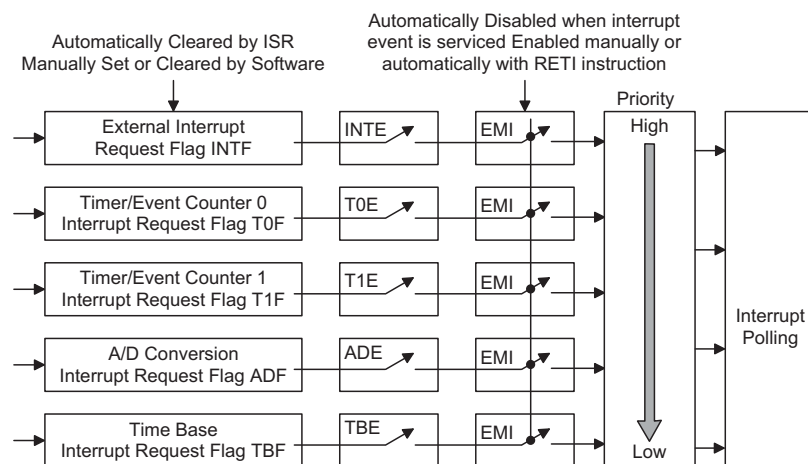 Automatically Cleared by ISR
Manually Set or Cleared by Software
Automatically Disabled when interrupt
event is serviced Enabled manually or
automatically with RETI instruction
Priority
External Interrupt
Request Flag INTF
INTE
EMI
High
Timer/Event Counter 0
Interrupt Request Flag T0F
T0E
EMI
Timer/Event Counter 1
Interrupt Request Flag T1F
T1E
EMI
Interrupt
Polling
A/D Conversion
Interrupt Request Flag ADF
ADE
EMI
Time Base
Interrupt Request Flag TBF
TBE
EMI
Low